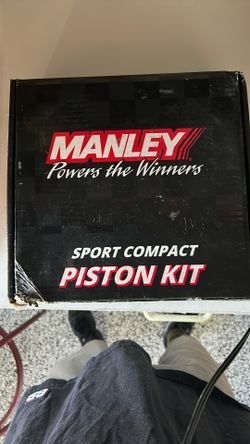 MANLEY
Powers the Winners
SPORT COMPACT
PISTON KIT